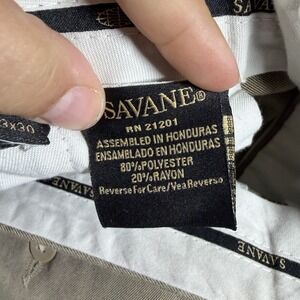 SAVANE
SAVANE®
RN 21201
ASSEMBLED IN HONDURAS
ENSAMBLADO EN HONDURAS
80% POLYESTER
20% RAYON
Reverse For Care/Vea Reverso
3X30
SAVANE
SAVANE